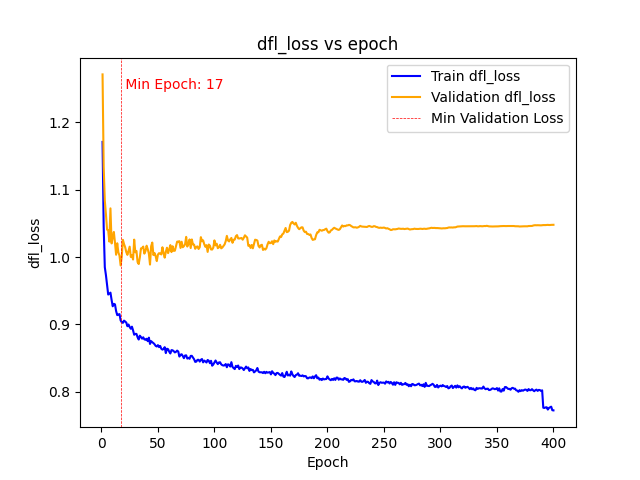 dfl_loss vs epoch
Min Epoch: 17
Train dfl_loss
Validation dfl_loss
Min Validation Loss
dfl_loss
1.2
1.1
1.0
0.9
0.8
0 50 100 150 200 250 300 350 400
Epoch